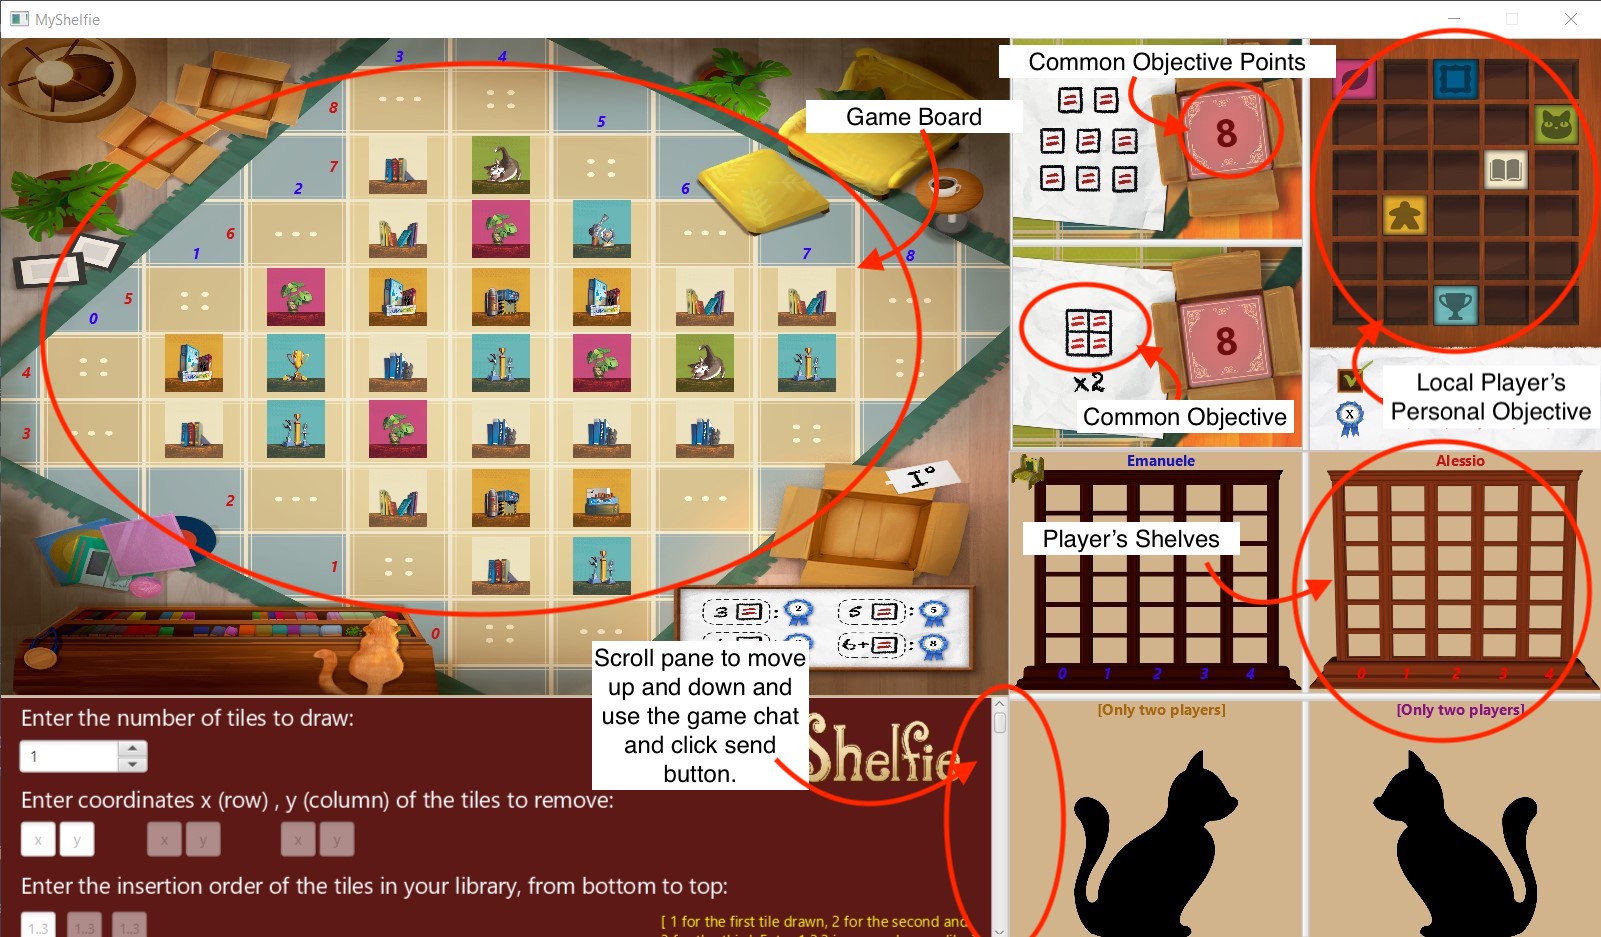 MyShelfie
3
4
8
5
7
2
6
6
1
7
8
5
0
4
3
2
1
0
Game Board
Common Objective Points
8
8
x2
Common Objective
Local Player's
Personal Objective
X
I°
3 : 2
5 : 5
6+ : 8
Emanuele
Alessio
Player's Shelves
0 1 2 3 4
0 1 2 3 4
Scroll pane to move
up and down and
use the game chat
and click send
button.
Shelfie
[Only two players]
[Only two players]
Enter the number of tiles to draw:
1
Enter coordinates x (row) , y (column) of the tiles to remove:
x y x y x y
Enter the insertion order of the tiles in your library, from bottom to top:
1..3 1..3 1..3
[ 1 for the first tile drawn, 2 for the second and